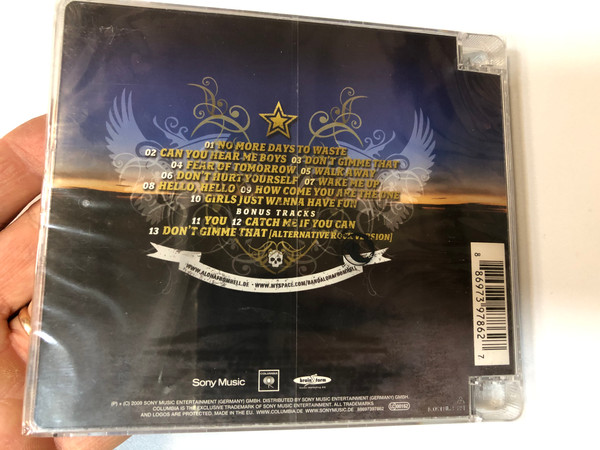 01 NO MORE DAYS TO WASTE
02 CAN YOU HEAR ME BOYS 03 DON'T GIMME THAT
04 FEAR OF TOMORROW 05 WALK AWAY
06 DON'T HURT YOURSELF 07 WAKE ME UP
08 HELLO, HELLO 09 HOW COME YOU ARE THE ONE
10 GIRLS JUST WANNA HAVE FUN
BONUS TRACKS
11 YOU 12 CATCH ME IF YOU CAN
13 DON'T GIMME THAT [ALTERNATIVE ROCK VERSION]
WWW.ALOHAFROMHELL.DE • WWW.MYSPACE.COM/BANDALOHAFROMHELL
8 86973 97862 7
Sony Music
COLUMBIA
(P) + (C) 2009 SONY MUSIC ENTERTAINMENT (GERMANY) GMBH. DISTRIBUTED BY SONY MUSIC ENTERTAINMENT (GERMANY) GMBH.
COLUMBIA IS THE EXCLUSIVE TRADEMARK OF SONY MUSIC ENTERTAINMENT. ALL TRADEMARKS
AND LOGOS ARE PROTECTED. MADE IN THE EU. WWW.COLUMBIA.DE WWW.SONYMUSIC.DE 88697397862